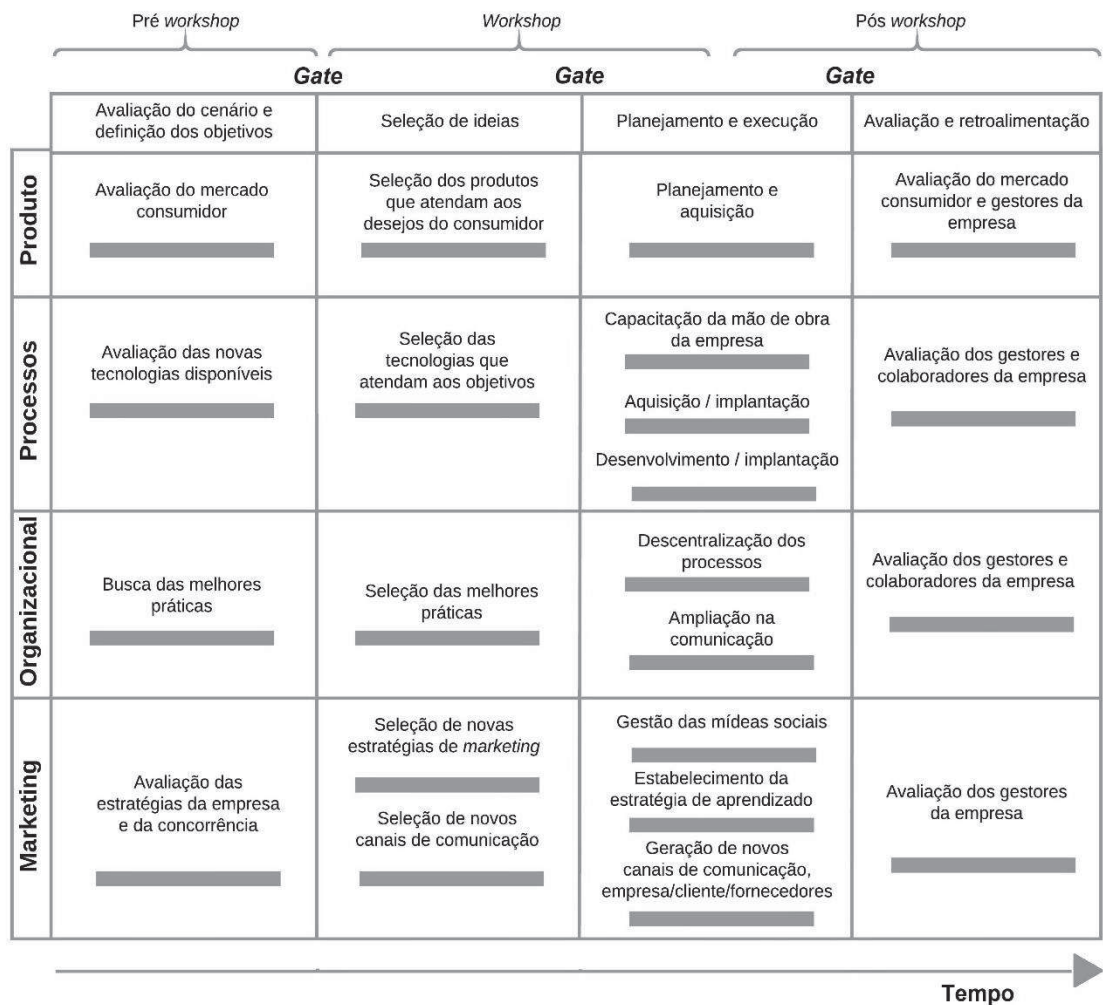 Pré workshop
Workshop
Pós workshop
Gate
Gate
Gate
Avaliação do cenário e
definição dos objetivos
Seleção de ideias
Planejamento e execução
Avaliação e retroalimentação
Produto
Avaliação do mercado
consumidor
Seleção dos produtos
que atendam aos
desejos do consumidor
Planejamento e
aquisição
Avaliação do mercado
consumidor e gestores da
empresa
Processos
Avaliação das novas
tecnologias disponíveis
Seleção das
tecnologias que
atendam aos objetivos
Capacitação da mão de obra
da empresa
Aquisição / implantação
Desenvolvimento / implantação
Avaliação dos gestores e
colaboradores da empresa
Organizacional
Busca das melhores
práticas
Seleção das melhores
práticas
Descentralização dos
processos
Ampliação na
comunicação
Avaliação dos gestores e
colaboradores da empresa
Marketing
Avaliação das
estratégias da empresa
e da concorrência
Seleção de novas
estratégias de marketing
Seleção de novos
canais de comunicação
Gestão das mídeas sociais
Estabelecimento da
estratégia de aprendizado
Geração de novos
canais de comunicação,
empresa/cliente/fornecedores
Avaliação dos gestores
da empresa
Tempo